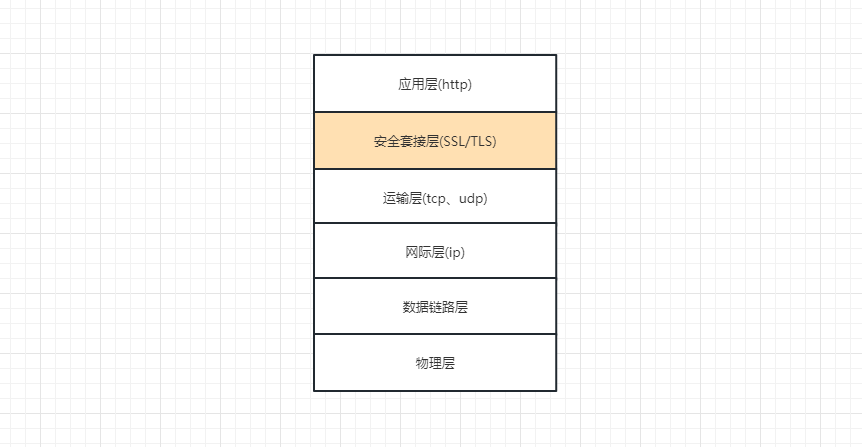 应用层(http)
安全套接层(SSL/TLS)
运输层(tcp、udp)
网际层(ip)
数据链路层
物理层